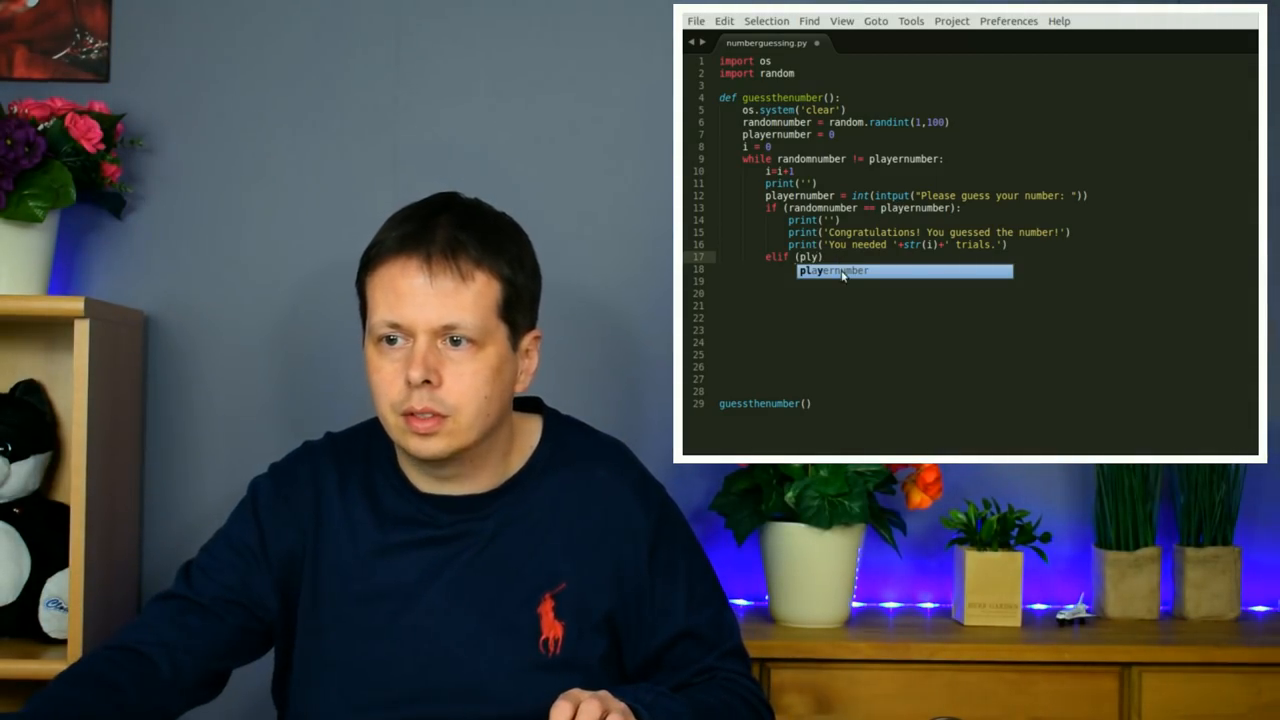 File Edit Selection Find View Goto Tools Project Preferences Help
numberguessing.py
1 import os
2 import random
3
4 def guessthenumber():
5 os.system('clear')
6 randomnumber = random.randint(1,100)
7 playernumber = 0
8 i = 0
9 while randomnumber != playernumber:
10 i=i+1
11 print('')
12 playernumber = int(intput("Please guess your number: "))
13 if (randomnumber == playernumber):
14 print('')
15 print('Congratulations! You guessed the number!')
16 print('You needed '+str(i)+' trials.')
17 elif (ply)
18 playernumber
19
20
21
22
23
24
25
26
27
28
29 guessthenumber()